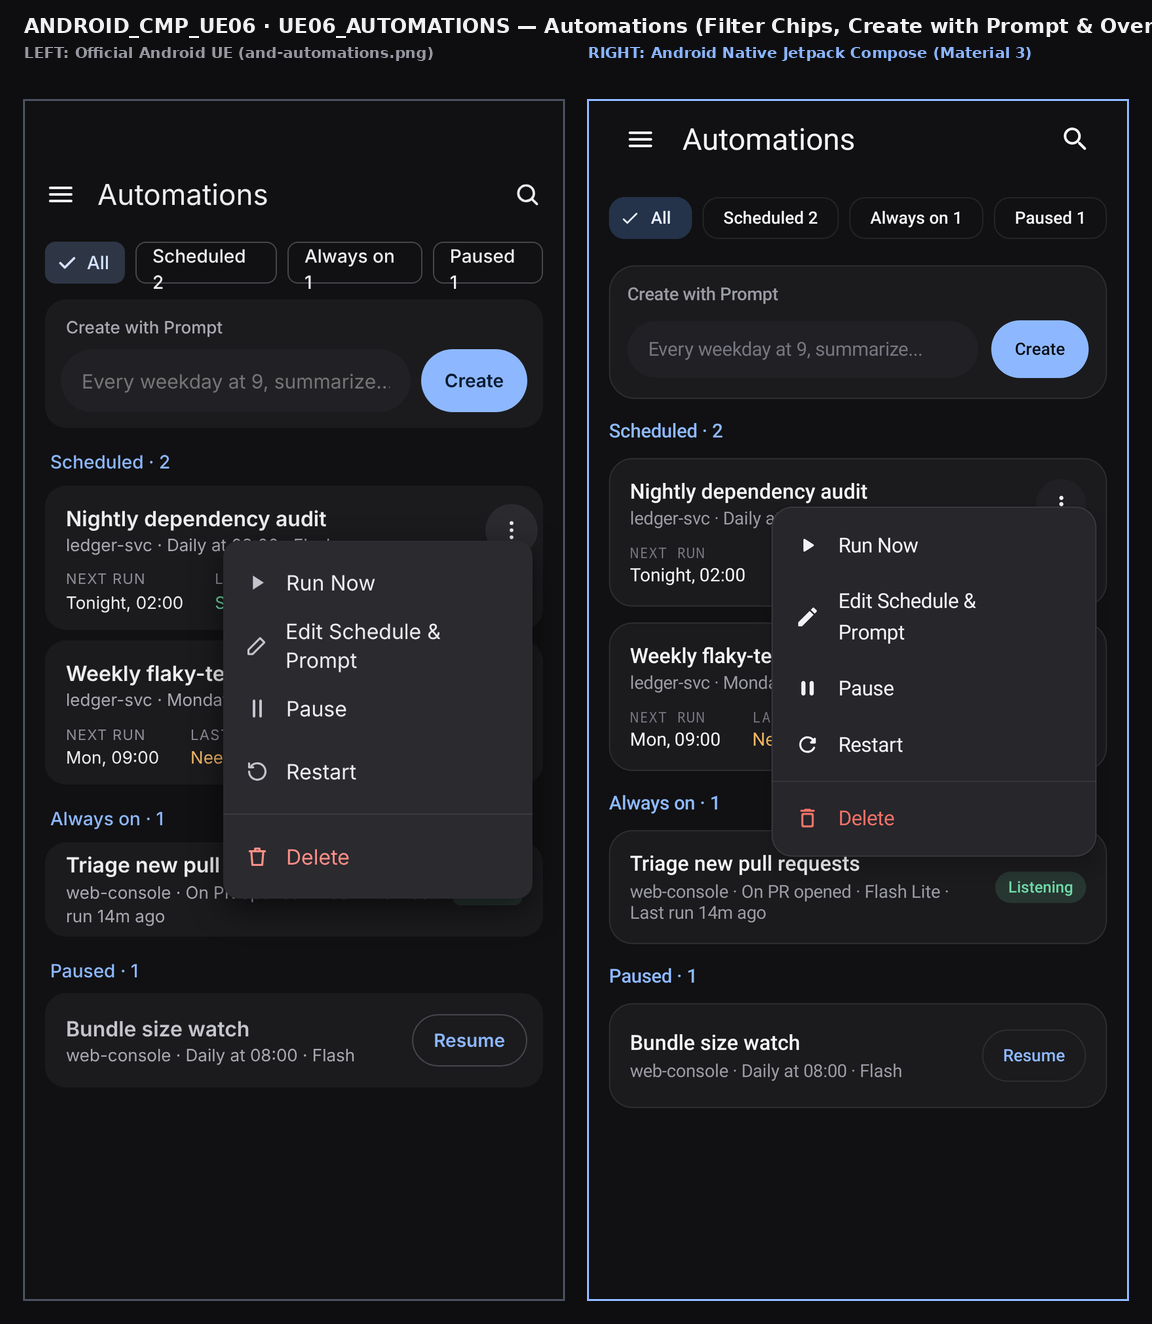 ANDROID_CMP_UE06 · UE06_AUTOMATIONS — Automations (Filter Chips, Create with Prompt &
LEFT: Official Android UE (and-automations.png)
RIGHT: Android Native Jetpack Compose (Material 3)
Automations
All
Scheduled
2
Always on
1
Paused
1
Create with Prompt
Every weekday at 9, summarize...
Create
Scheduled · 2
Nightly dependency audit
ledger-svc · Daily at
NEXT RUN
Tonight, 02:00
Weekly
ledger-svc ·
NEXT RUN
Mon, 09:00
Run Now
Edit Schedule &
Prompt
Pause
Restart
Delete
Always on · 1
Triage new pull
web-console · On
run 14m ago
Paused · 1
Bundle size watch
web-console · Daily at 08:00 · Flash
Resume
Automations
All
Scheduled 2
Always on 1
Paused 1
Create with Prompt
Every weekday at 9, summarize...
Create
Scheduled · 2
Nightly dependency audit
ledger-svc · Daily
NEXT RUN
Tonight, 02:00
Weekly
ledger-svc ·
NEXT RUN
Mon, 09:00
Run Now
Edit Schedule &
Prompt
Pause
Restart
Delete
Always on · 1
Triage new pull requests
web-console · On PR opened · Flash Lite ·
Last run 14m ago
Listening
Paused · 1
Bundle size watch
web-console · Daily at 08:00 · Flash
Resume